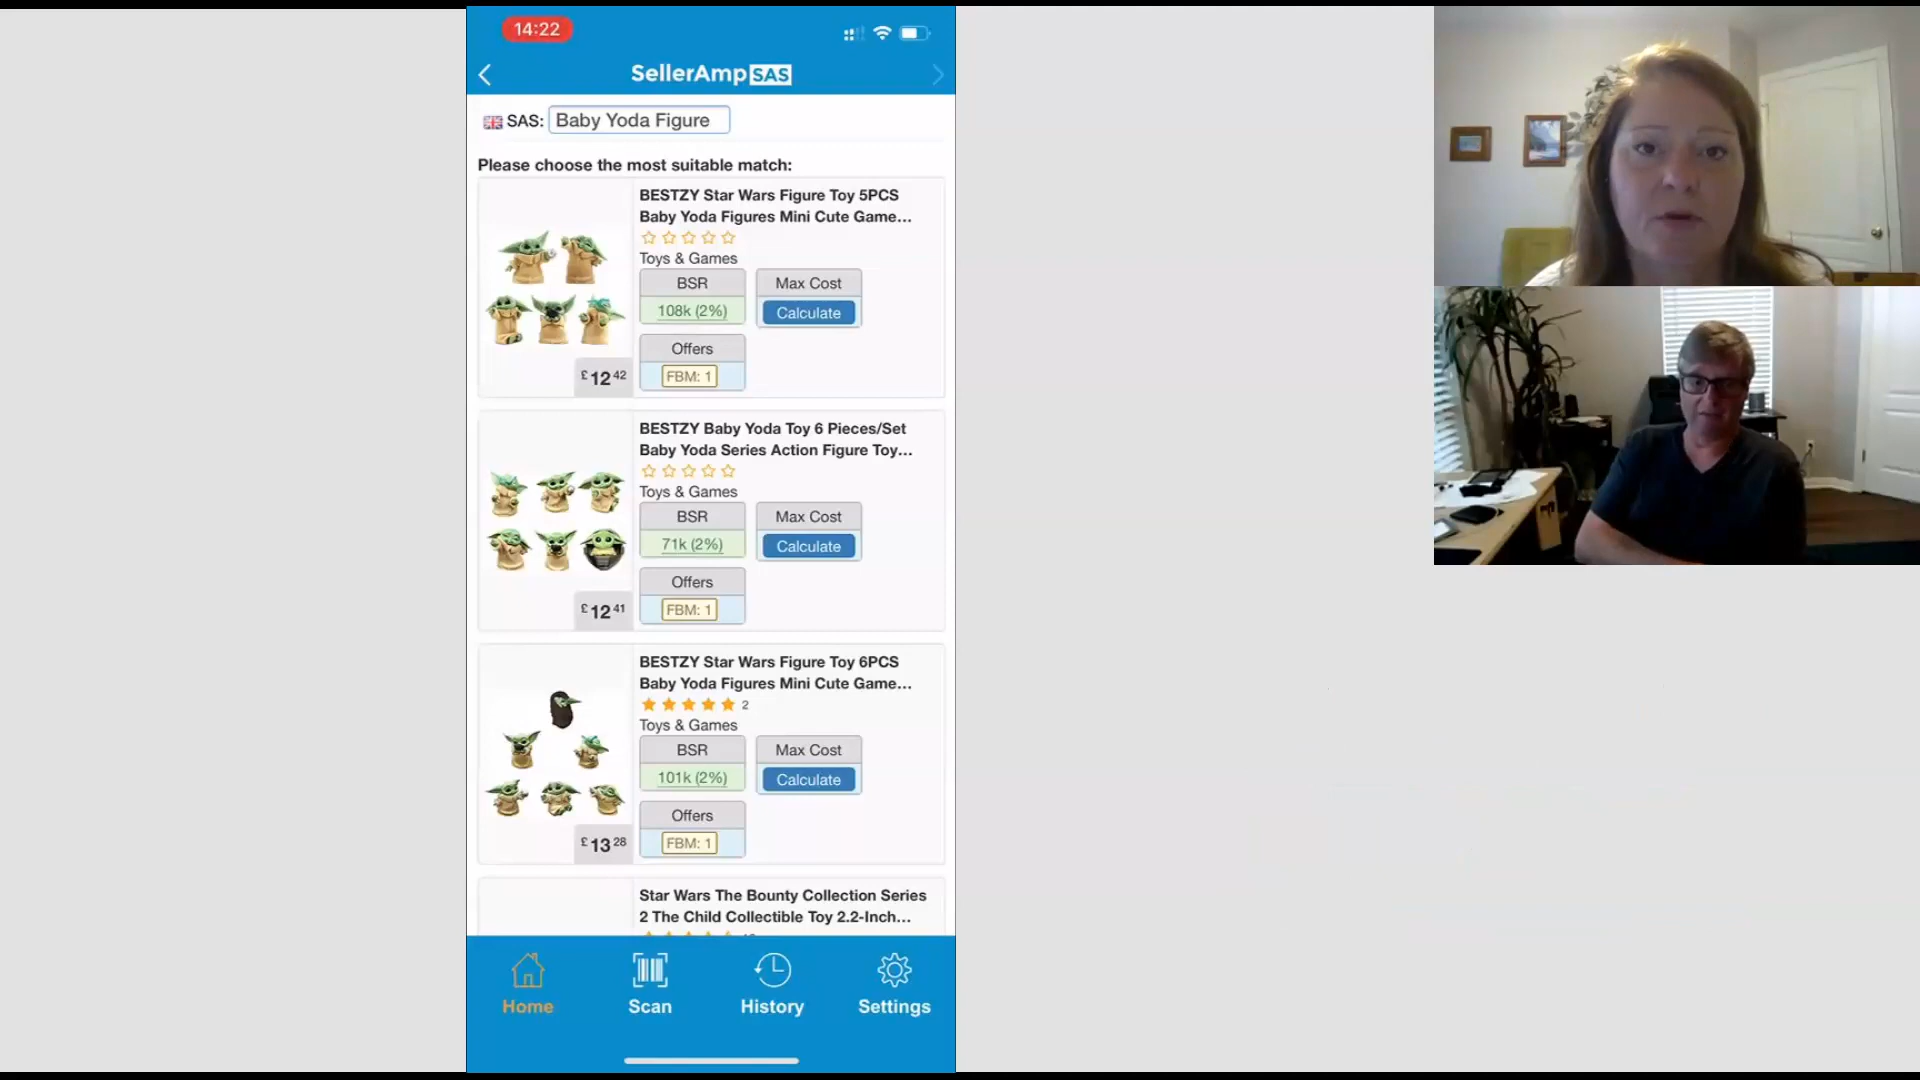 14:22
SellerAmp SAS
SAS: Baby Yoda Figure
Please choose the most suitable match:
BESTZY Star Wars Figure Toy 5PCS
Baby Yoda Figures Mini Cute Game...
Toys & Games
BSR
Max Cost
108k (2%)
Calculate
Offers
FBM: 1
£12 42
BESTZY Baby Yoda Toy 6 Pieces/Set
Baby Yoda Series Action Figure Toy...
Toys & Games
BSR
Max Cost
71k (2%)
Calculate
Offers
FBM: 1
£12 41
BESTZY Star Wars Figure Toy 6PCS
Baby Yoda Figures Mini Cute Game...
2
Toys & Games
BSR
Max Cost
101k (2%)
Calculate
Offers
FBM: 1
£13 28
Star Wars The Bounty Collection Series
2 The Child Collectible Toy 2.2-Inch...
Home
Scan
History
Settings